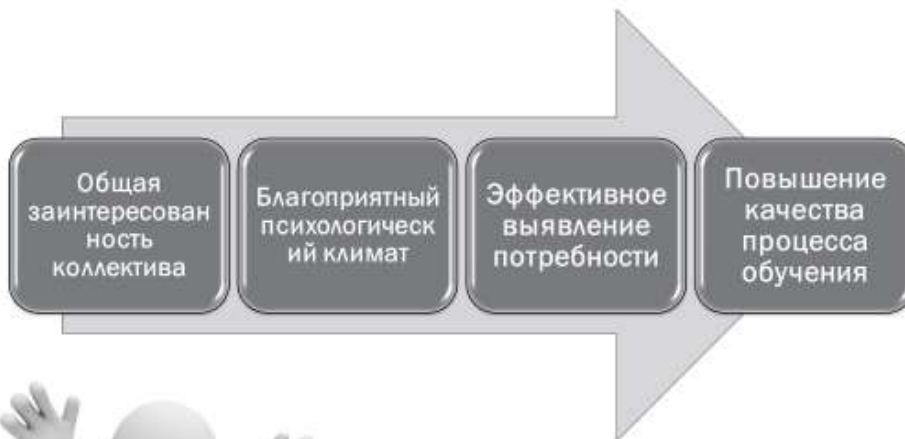 Общая
заинтересован
ность
коллектива
Благоприятный
психологическ
ий климат
Эффективное
выявление
потребности
Повышение
качества
процесса
обучения